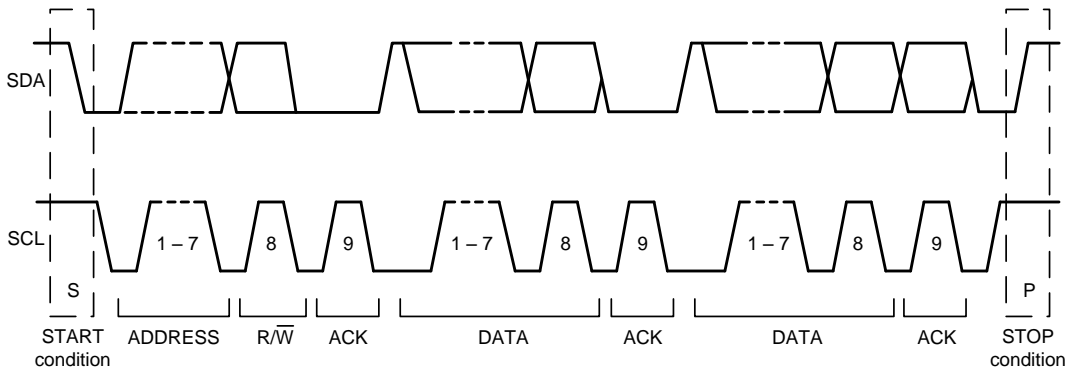 SDA
SCL
1 – 7 8 9 1 – 7 8 9 1 – 7 8 9
S P
START condition ADDRESS R/W̅ ACK DATA ACK DATA ACK STOP condition